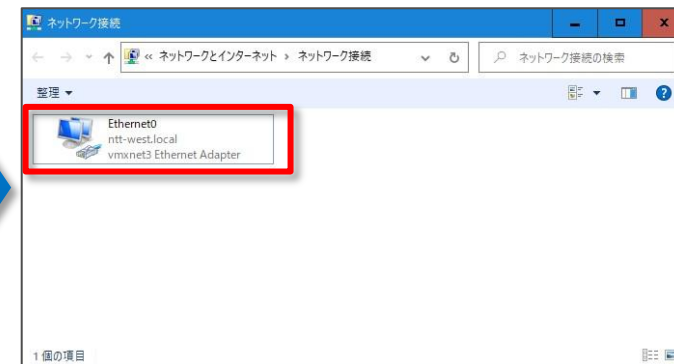 ネットワーク接続
« ネットワークとインターネット › ネットワーク接続
ネットワーク接続の検索
整理
Ethernet0
ntt-west.local
vmxnet3 Ethernet Adapter
1 個の項目